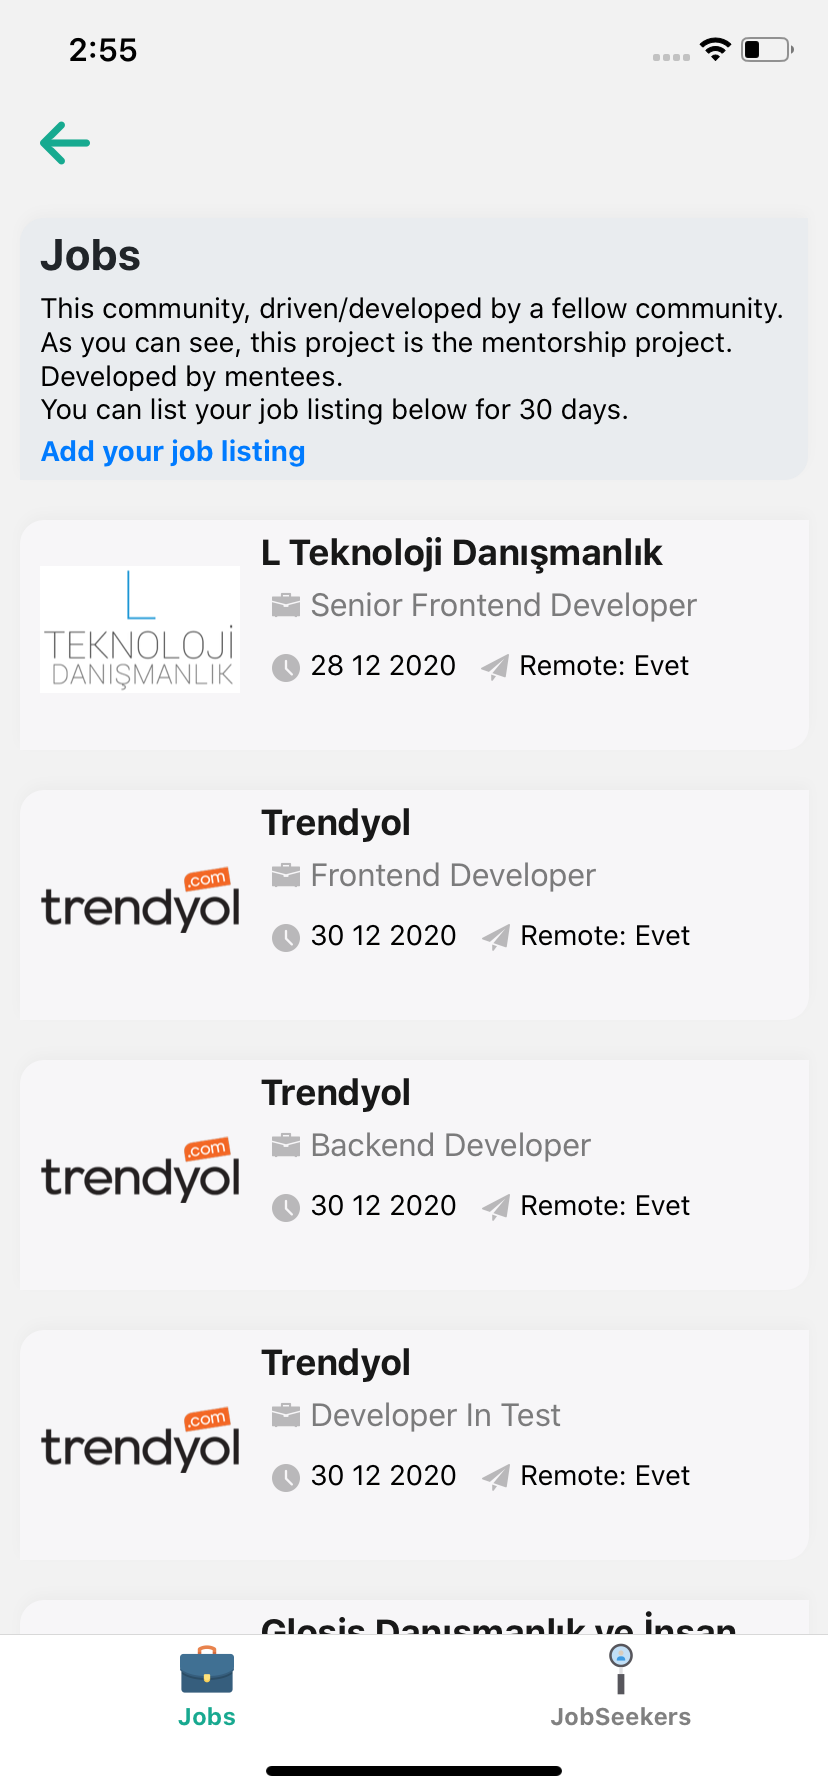 2:55
Jobs
This community, driven/developed by a fellow community.
As you can see, this project is the mentorship project.
Developed by mentees.
You can list your job listing below for 30 days.
Add your job listing
L Teknoloji Danışmanlık
Senior Frontend Developer
28 12 2020 Remote: Evet
L
TEKNOLOJİ
DANIŞMANLIK
Trendyol
Frontend Developer
30 12 2020 Remote: Evet
.com
trendyol
Trendyol
Backend Developer
30 12 2020 Remote: Evet
.com
trendyol
Trendyol
Developer In Test
30 12 2020 Remote: Evet
.com
trendyol
Glosis Danışmanlık ve İnsan
Jobs
JobSeekers